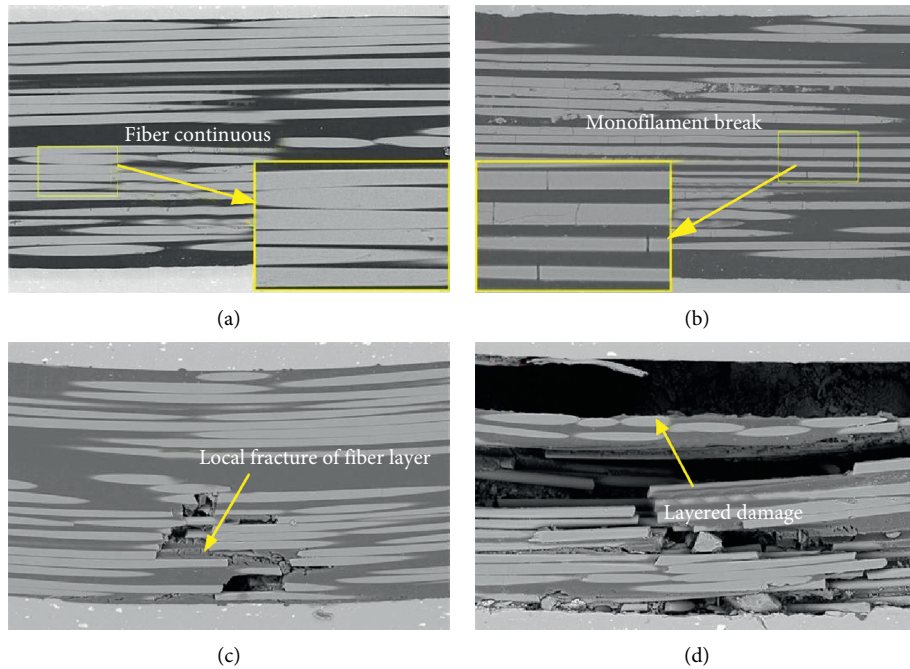 Fiber continuous
Monofilament break
(a)
(b)
Local fracture of fiber layer
Layered damage
(c)
(d)